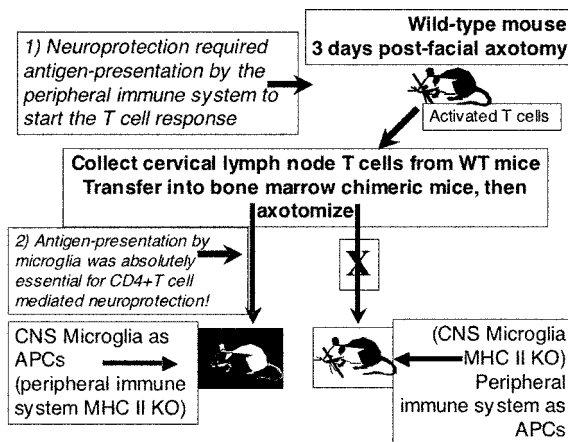 Wild-type mouse
3 days post-facial axotomy
1) Neuroprotection required
antigen-presentation by the
peripheral immune system to
start the T cell response
Activated T cells
Collect cervical lymph node T cells from WT mice
Transfer into bone marrow chimeric mice, then
axotomize
2) Antigen-presentation by
microglia was absolutely
essential for CD4+T cell
mediated neuroprotection!
X
CNS Microglia as
APCs
(peripheral immune
system MHC II KO)
(CNS Microglia
MHC II KO)
Peripheral
immune system as
APCs